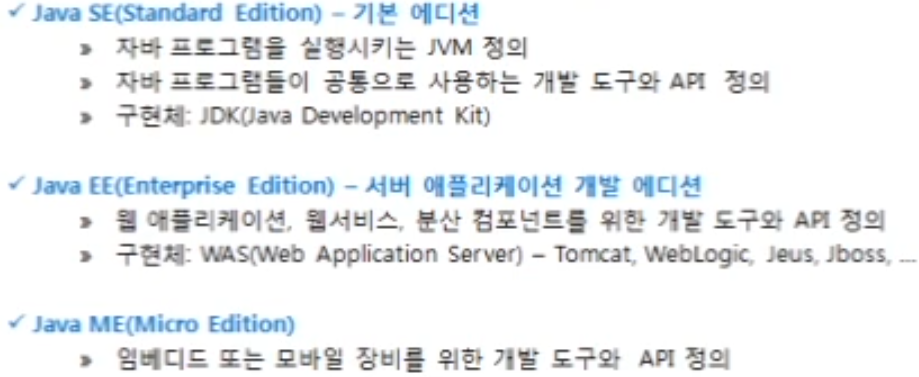 ✓ Java SE(Standard Edition) – 기본 에디션
» 자바 프로그램을 실행시키는 JVM 정의
» 자바 프로그램들이 공통으로 사용하는 개발 도구와 API 정의
» 구현체: JDK(Java Development Kit)
✓ Java EE(Enterprise Edition) – 서버 애플리케이션 개발 에디션
» 웹 애플리케이션, 웹서비스, 분산 컴포넌트를 위한 개발 도구와 API 정의
» 구현체: WAS(Web Application Server) – Tomcat, WebLogic, Jeus, Jboss, ...
✓ Java ME(Micro Edition)
» 임베디드 또는 모바일 장비를 위한 개발 도구와 API 정의